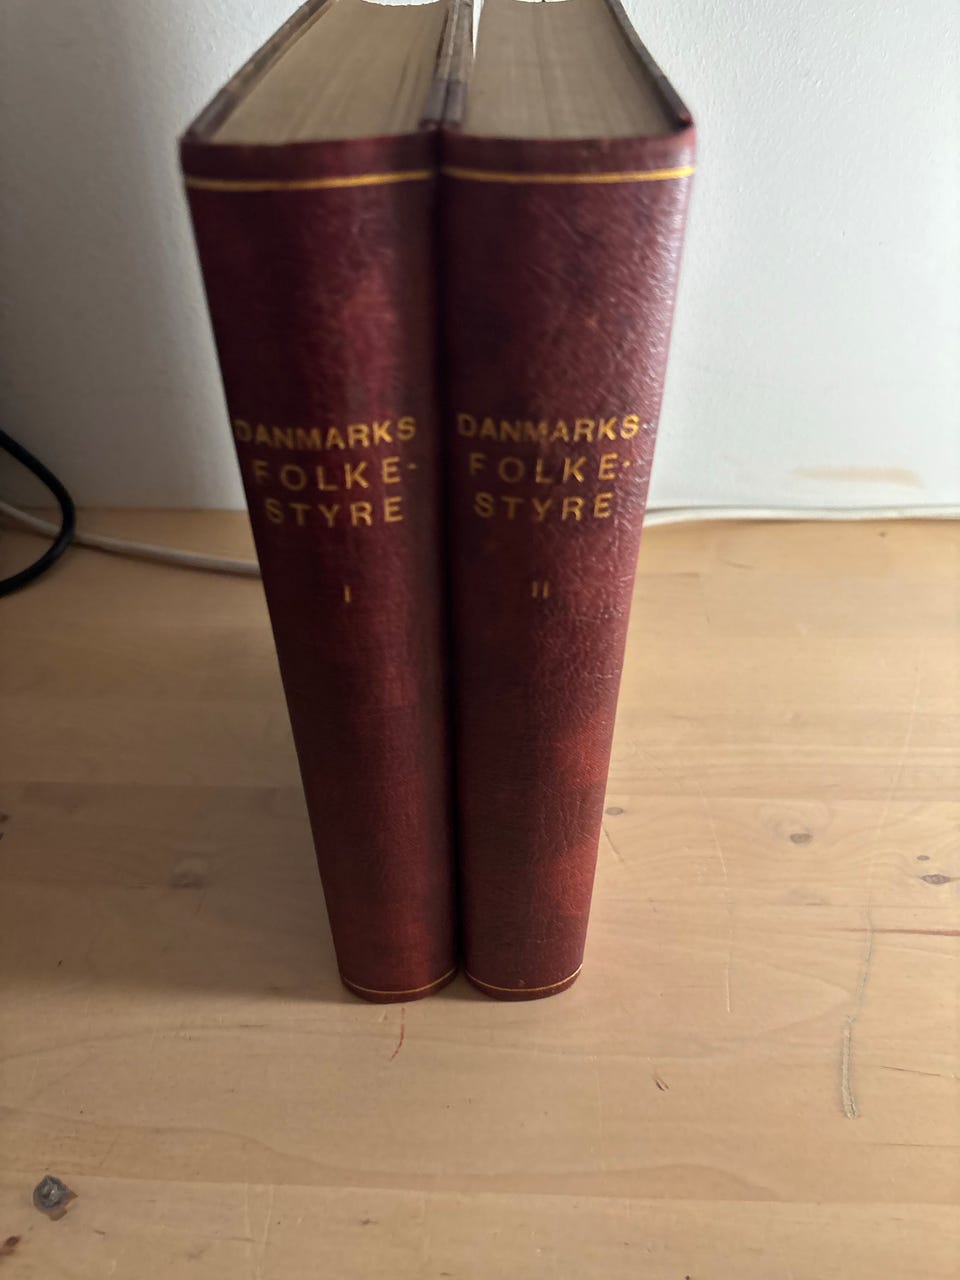 DANMARKS
FOLKE-
STYRE
I
DANMARKS
FOLKE-
STYRE
II